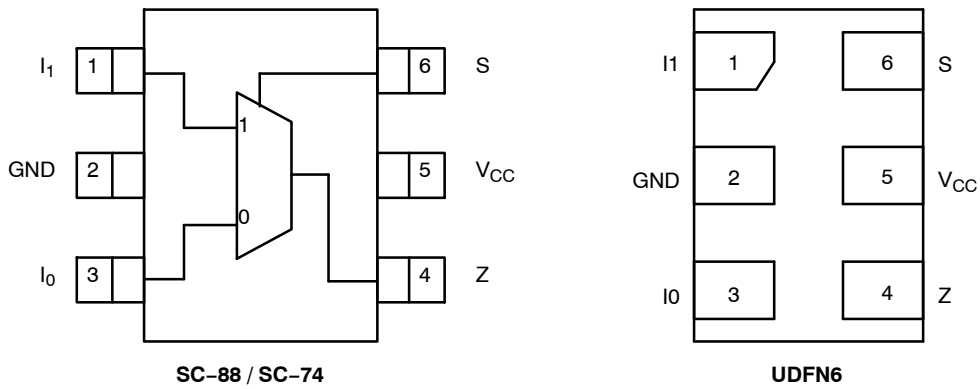 I1 1 6 S
1
GND 2 5 VCC
0
I0 3 4 Z
SC−88 / SC−74
I1 1 6 S
GND 2 5 VCC
I0 3 4 Z
UDFN6